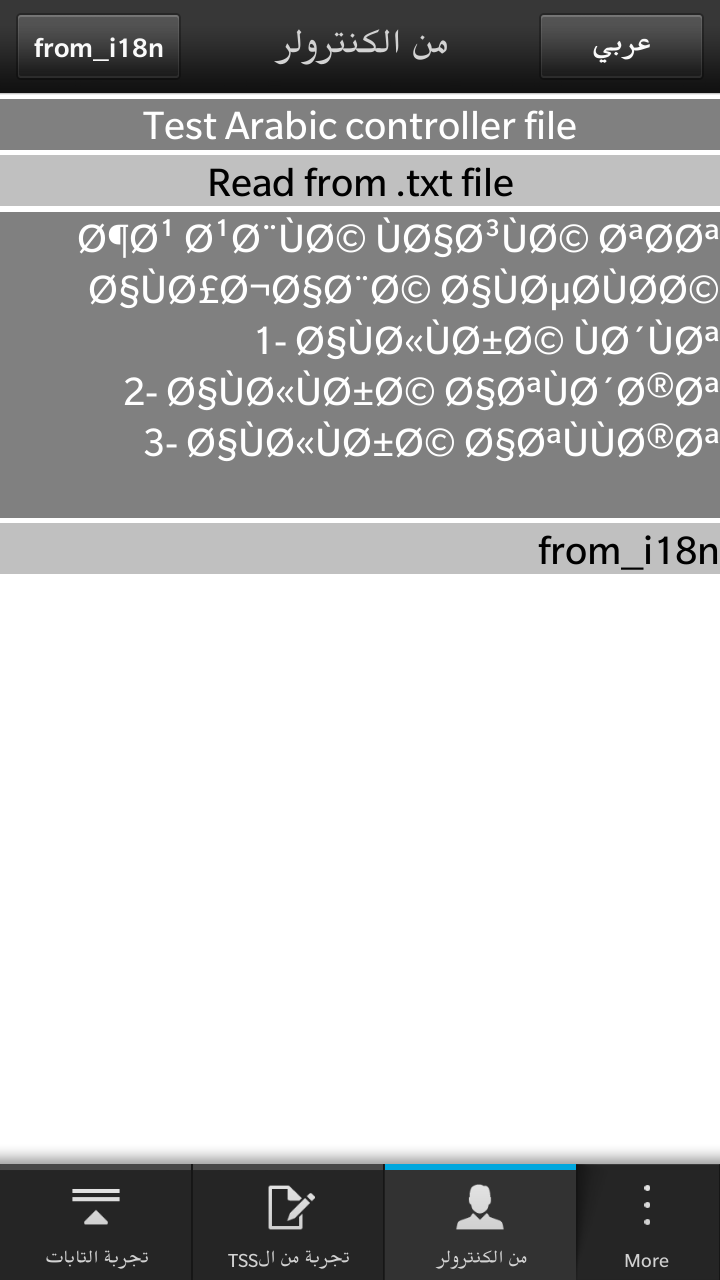 from_i18n
من الكنترولر
عربي
Test Arabic controller file
Read from .txt file
Ø¶Ø¹ Ø¹Ø¨ÙØ© ÙØ§Ø³ÙØ© ØªØØª
Ø§ÙØ£Ø¬Ø§Ø¨Ø© Ø§ÙØµØÙØØ©
1- Ø§ÙØ«ÙØ±Ø© ÙØ´ÙØª
2- Ø§ÙØ«ÙØ±Ø© Ø§ØªÙØ´Ø®Øª
3- Ø§ÙØ«ÙØ±Ø© Ø§ØªÙÙØ®Øª
from_i18n
تجربة التابات
تجربة من الTSS
من الكنترولر
More